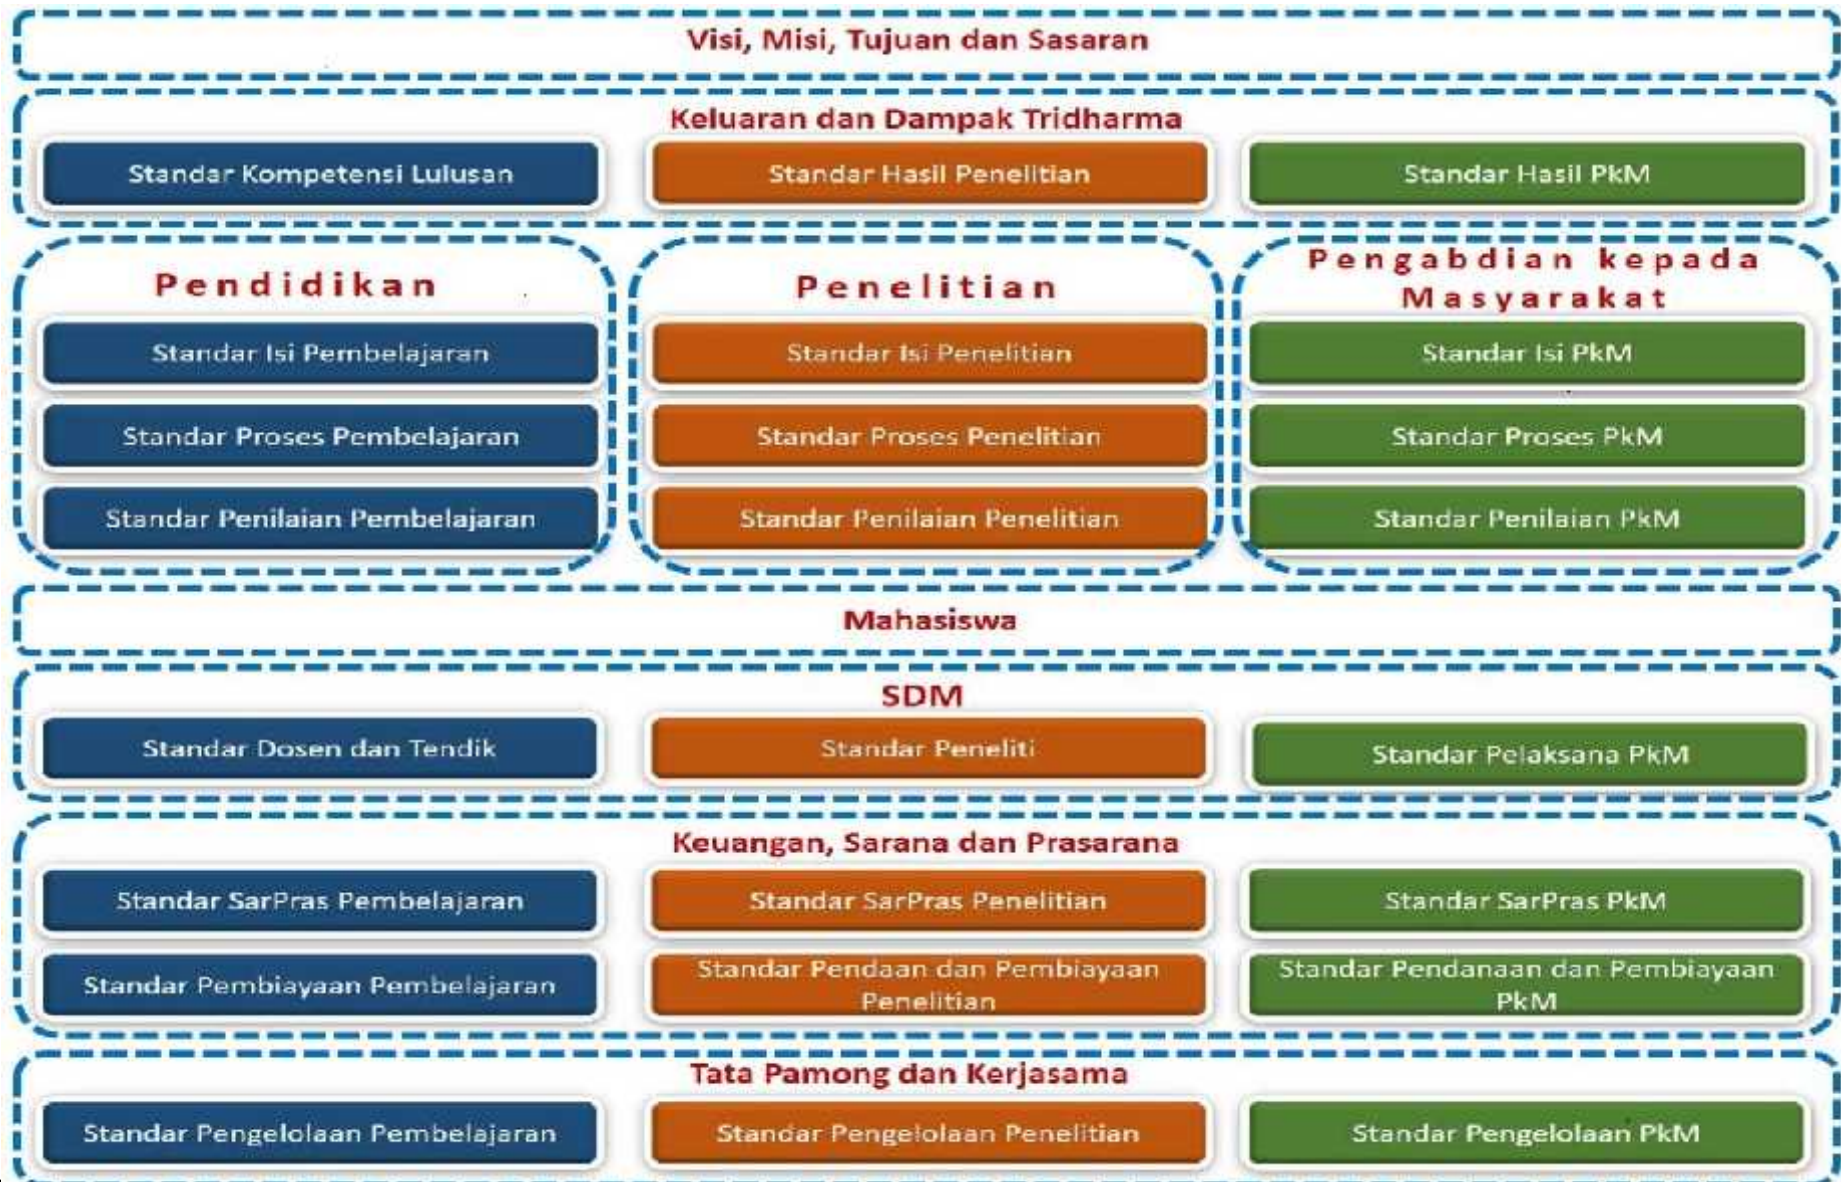 Visi, Misi, Tujuan dan Sasaran
Keluaran dan Dampak Tridharma
Standar Kompetensi Lulusan
Standar Hasil Penelitian
Standar Hasil PkM
Pendidikan
Penelitian
Pengabdian kepada
Masyarakat
Standar Isi Pembelajaran
Standar Isi Penelitian
Standar Isi PkM
Standar Proses Pembelajaran
Standar Proses Penelitian
Standar Proses PkM
Standar Penilaian Pembelajaran
Standar Penilaian Penelitian
Standar Penilaian PkM
Mahasiswa
SDM
Standar Dosen dan Tendik
Standar Peneliti
Standar Pelaksana PkM
Keuangan, Sarana dan Prasarana
Standar SarPras Pembelajaran
Standar SarPras Penelitian
Standar SarPras PkM
Standar Pembiayaan Pembelajaran
Standar Pendaan dan Pembiayaan
Penelitian
Standar Pendanaan dan Pembiayaan
PkM
Tata Pamong dan Kerjasama
Standar Pengelolaan Pembelajaran
Standar Pengelolaan Penelitian
Standar Pengelolaan PkM